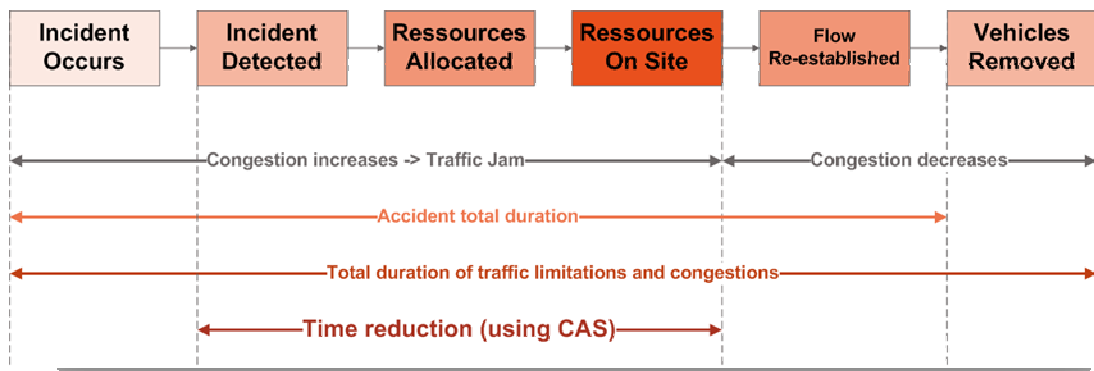 Incident
Occurs
Incident
Detected
Ressources
Allocated
Ressources
On Site
Flow
Re-established
Vehicles
Removed
Congestion increases -> Traffic Jam
Congestion decreases
Accident total duration
Total duration of traffic limitations and congestions
Time reduction (using CAS)